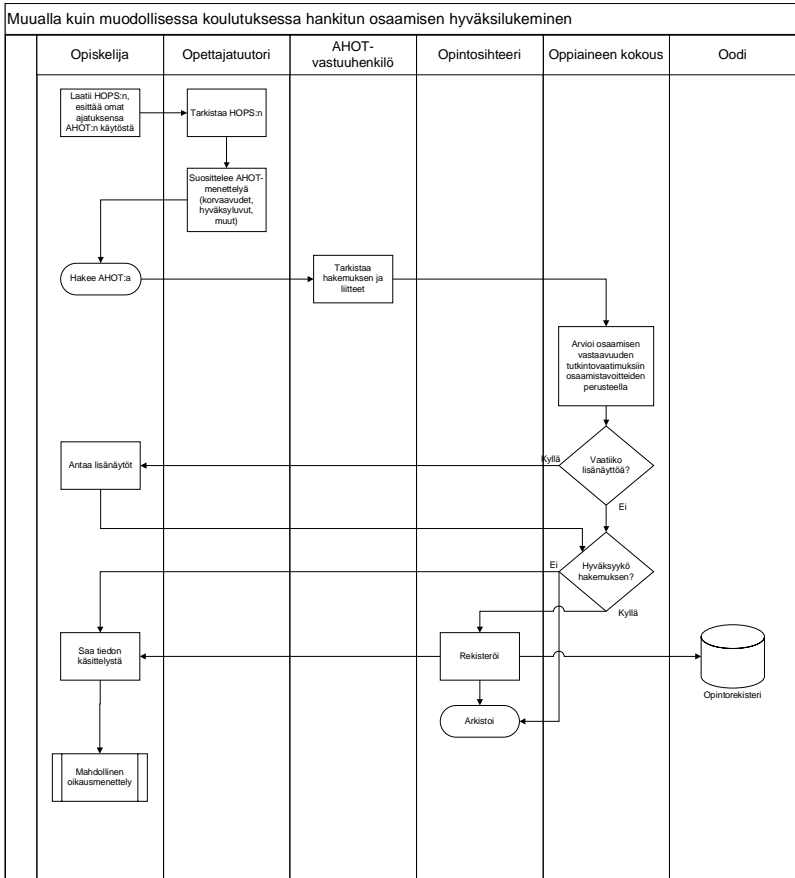 Muualla kuin muodollisessa koulutuksessa hankitun osaamisen hyväksilukeminen
Opiskelija
Opettajatuutori
AHOT-
vastuuhenkilö
Opintosihteeri
Oppiaineen kokous
Oodi
Laatii HOPS:n,
esittää omat
ajatuksensa
AHOT:n käytöstä
Tarkistaa HOPS:n
Suosittelee AHOT-
menettelyä
(korvaavudet,
hyväksyluvut,
muut)
Hakee AHOT:a
Tarkistaa
hakemuksen ja
liitteet
Arvioi osaamisen
vastaavuuden
tutkintovaatimuksiin
osaamistavoitteiden
perusteella
Antaa lisänäytöt
Kyllä
Vaatiiko
lisänäyttöä?
Ei
Ei
Hyväksyykö
hakemuksen?
Kyllä
Saa tiedon
käsittelystä
Rekisteröi
Opintorekisteri
Arkistoi
Mahdollinen
oikausmenettely